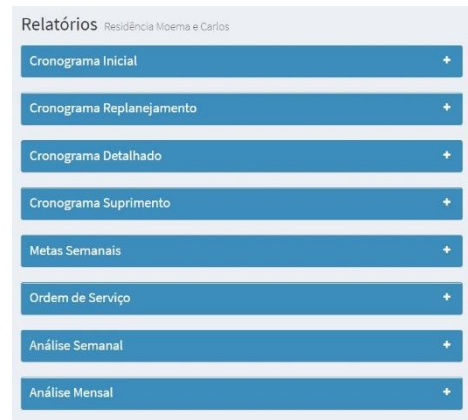 Relatórios Residência Moema e Carlos
Cronograma Inicial +
Cronograma Replanejamento +
Cronograma Detalhado +
Cronograma Suprimento +
Metas Semanais +
Ordem de Serviço +
Análise Semanal +
Análise Mensal +